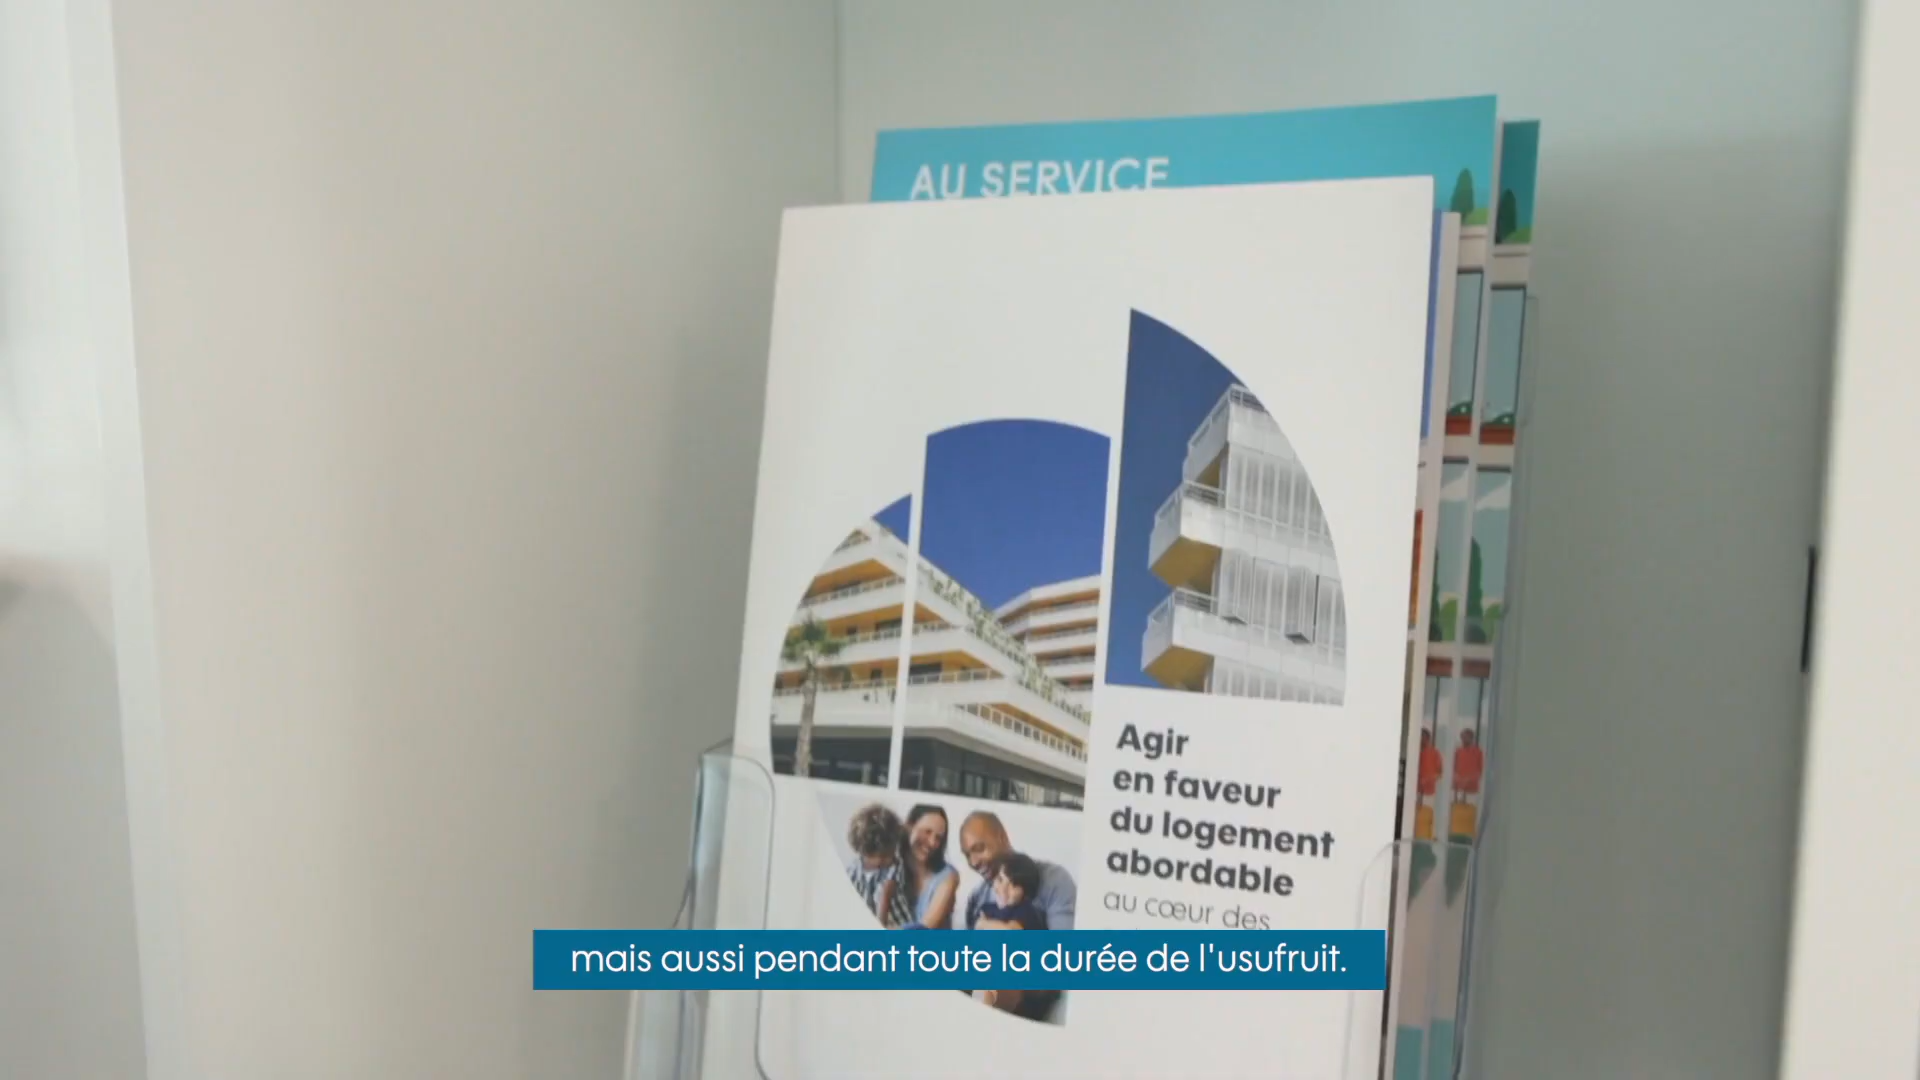 AU SERVICE
Agir
en faveur
du logement
abordable
au cœur des
mais aussi pendant toute la durée de l'usufruit.